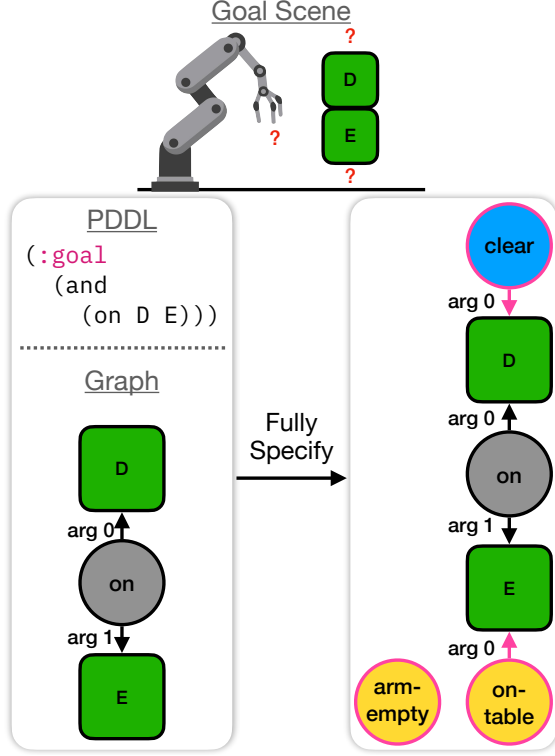 Goal Scene
?
D
E
?
?
PDDL
(:goal
(and
(on D E)))
Graph
D
arg 0
on
arg 1
E
Fully
Specify
clear
arg 0
D
arg 0
on
arg 1
E
arg 0
arm-
empty
on-
table